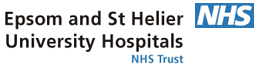 Epsom and St Helier NHS
University Hospitals
NHS Trust